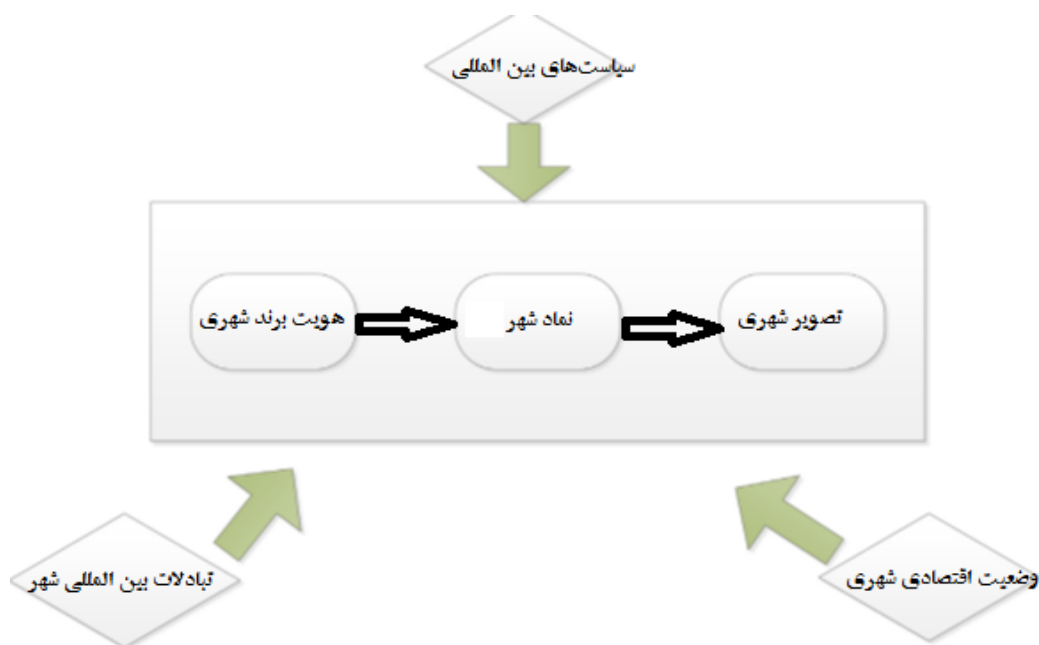 سیاست‌های بین المللی
تصویر شهری
نماد شهر
هویت برند شهری
وضعیت اقتصادی شهری
تبادلات بین المللی شهر